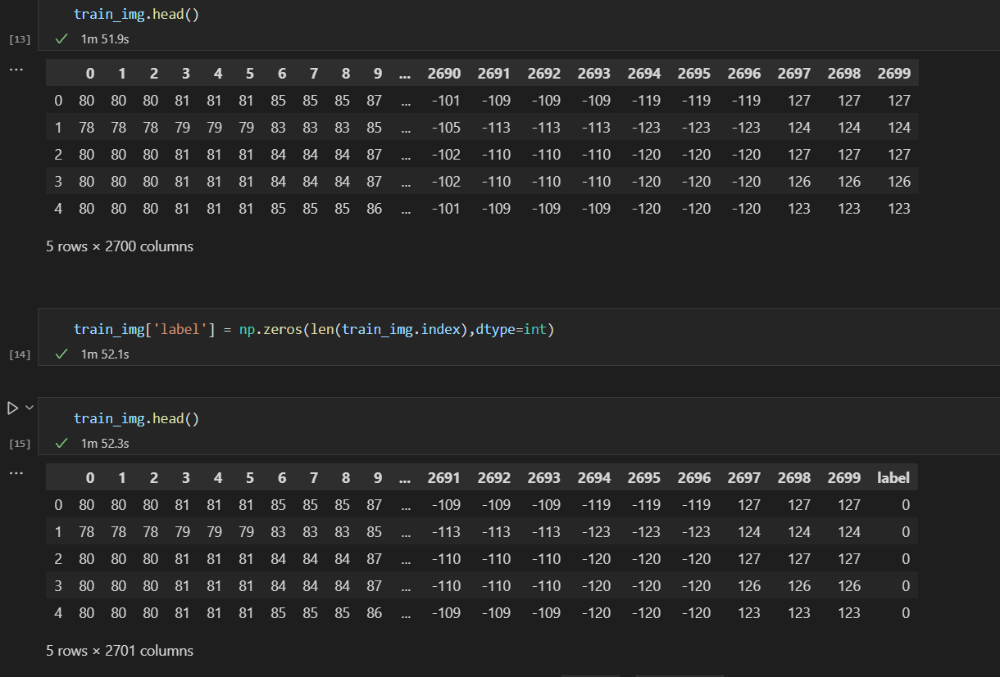 train_img.head()
[13] ✓ 1m 51.9s
...
0 1 2 3 4 5 6 7 8 9 ... 2690 2691 2692 2693 2694 2695 2696 2697 2698 2699
0 80 80 80 81 81 81 85 85 85 87 ... -101 -109 -109 -109 -119 -119 -119 127 127 127
1 78 78 78 79 79 79 83 83 83 85 ... -105 -113 -113 -113 -123 -123 -123 124 124 124
2 80 80 80 81 81 81 84 84 84 87 ... -102 -110 -110 -110 -120 -120 -120 127 127 127
3 80 80 80 81 81 81 84 84 84 87 ... -102 -110 -110 -110 -120 -120 -120 126 126 126
4 80 80 80 81 81 81 85 85 85 86 ... -101 -109 -109 -109 -120 -120 -120 123 123 123
5 rows × 2700 columns
train_img['label'] = np.zeros(len(train_img.index),dtype=int)
[14] ✓ 1m 52.1s
train_img.head()
[15] ✓ 1m 52.3s
...
0 1 2 3 4 5 6 7 8 9 ... 2691 2692 2693 2694 2695 2696 2697 2698 2699 label
0 80 80 80 81 81 81 85 85 85 87 ... -109 -109 -109 -119 -119 -119 127 127 127 0
1 78 78 78 79 79 79 83 83 83 85 ... -113 -113 -113 -123 -123 -123 124 124 124 0
2 80 80 80 81 81 81 84 84 84 87 ... -110 -110 -110 -120 -120 -120 127 127 127 0
3 80 80 80 81 81 81 84 84 84 87 ... -110 -110 -110 -120 -120 -120 126 126 126 0
4 80 80 80 81 81 81 85 85 85 86 ... -109 -109 -109 -120 -120 -120 123 123 123 0
5 rows × 2701 columns